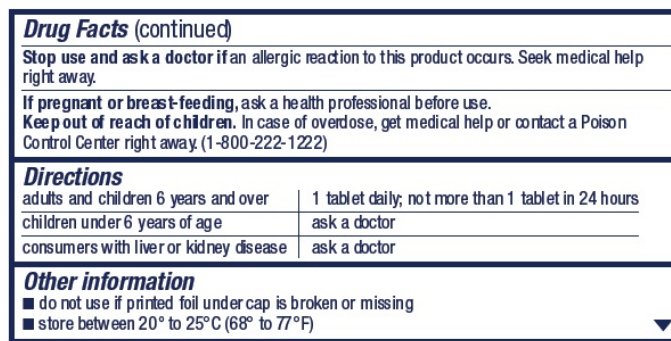 Drug Facts (continued)
Stop use and ask a doctor if an allergic reaction to this product occurs. Seek medical help
right away.
If pregnant or breast-feeding, ask a health professional before use.
Keep out of reach of children. In case of overdose, get medical help or contact a Poison
Control Center right away. (1-800-222-1222)
Directions
adults and children 6 years and over 1 tablet daily; not more than 1 tablet in 24 hours
children under 6 years of age ask a doctor
consumers with liver or kidney disease ask a doctor
Other information
■ do not use if printed foil under cap is broken or missing
■ store between 20° to 25°C (68° to 77°F)